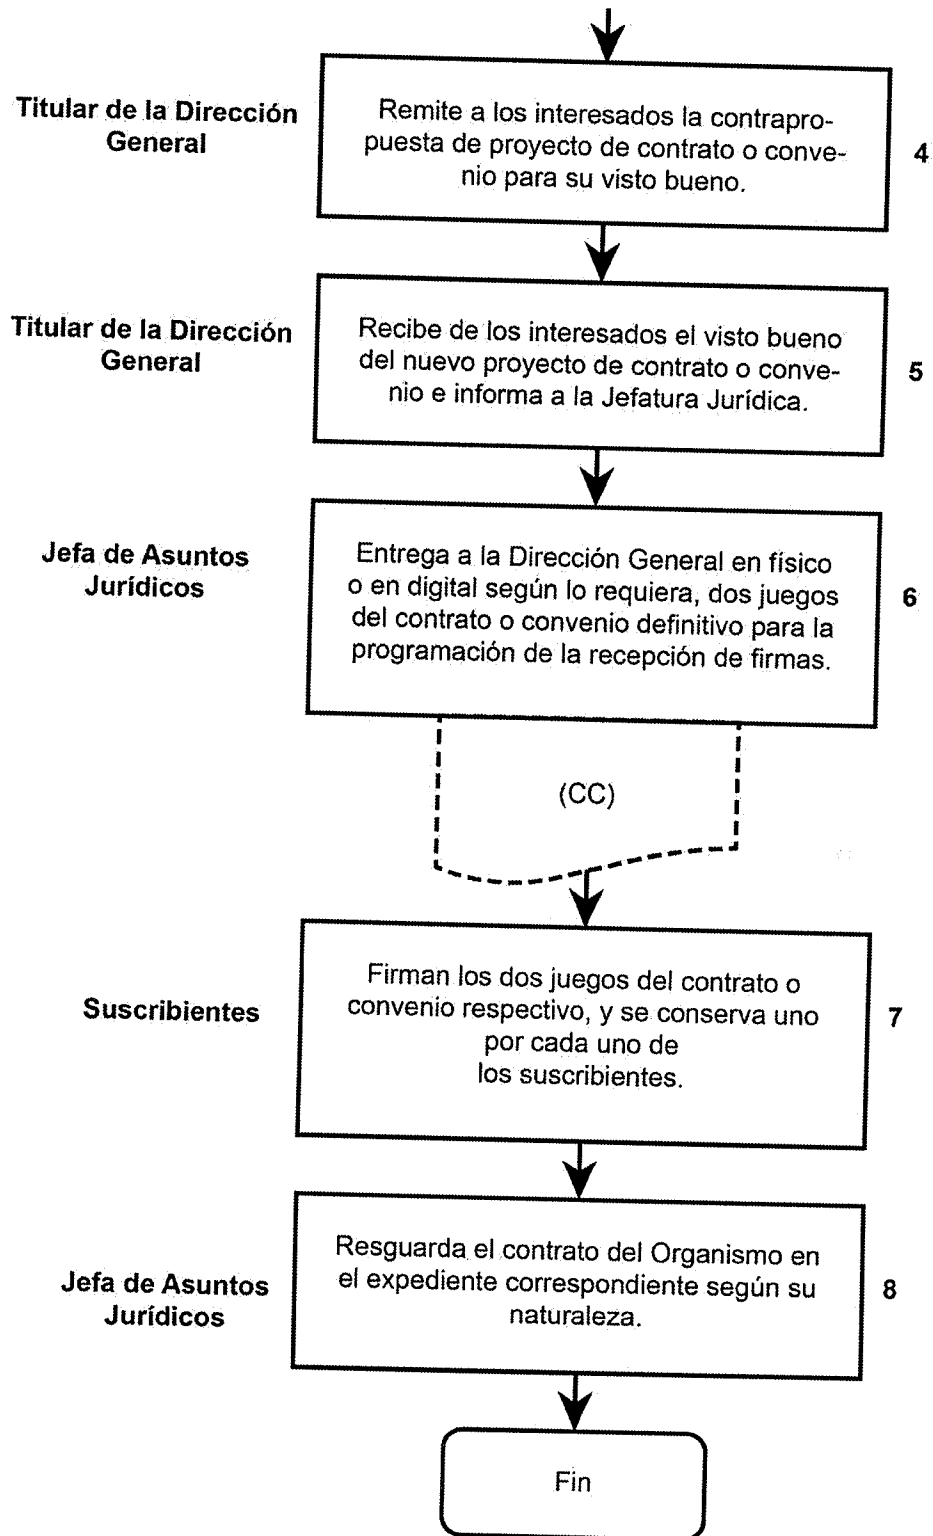 Titular de la Dirección
General
Remite a los interesados la contrapro-
puesta de proyecto de contrato o conve-
nio para su visto bueno.
4
Titular de la Dirección
General
Recibe de los interesados el visto bueno
del nuevo proyecto de contrato o conve-
nio e informa a la Jefatura Jurídica.
5
Jefa de Asuntos
Jurídicos
Entrega a la Dirección General en físico
o en digital según lo requiera, dos juegos
del contrato o convenio definitivo para la
programación de la recepción de firmas.
6
(CC)
Suscribientes
Firman los dos juegos del contrato o
convenio respectivo, y se conserva uno
por cada uno de
los suscribientes.
7
Jefa de Asuntos
Jurídicos
Resguarda el contrato del Organismo en
el expediente correspondiente según su
naturaleza.
8
Fin